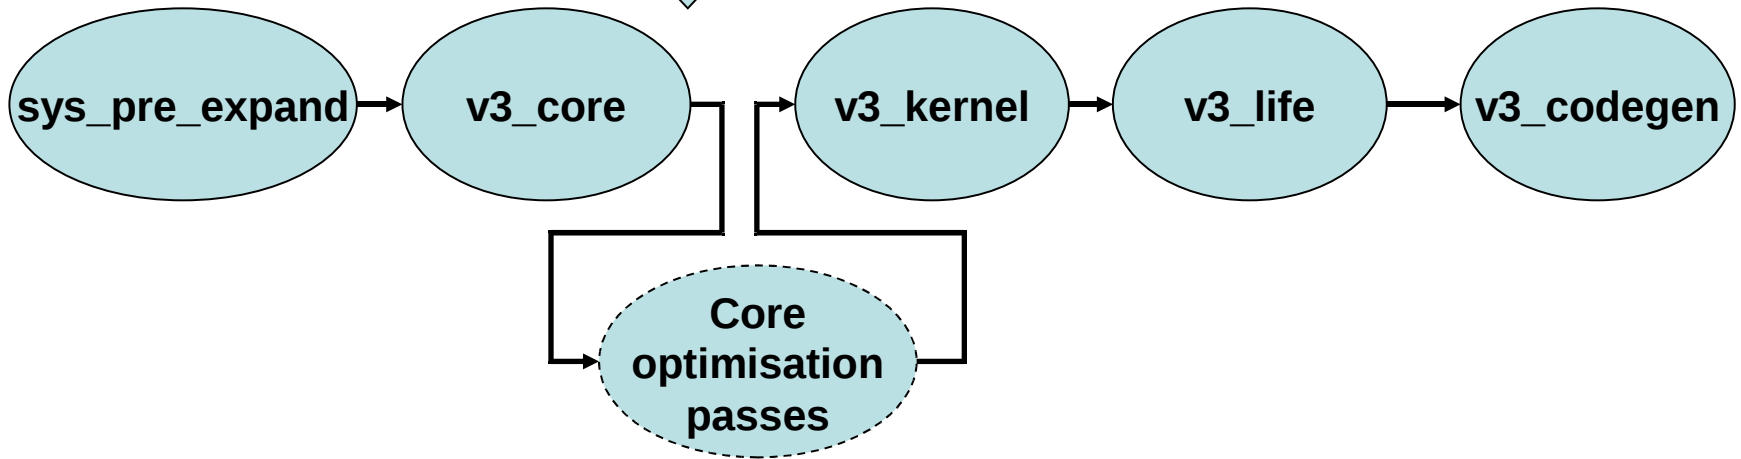 sys_pre_expand
v3_core
v3_kernel
v3_life
v3_codegen
Core
optimisation
passes